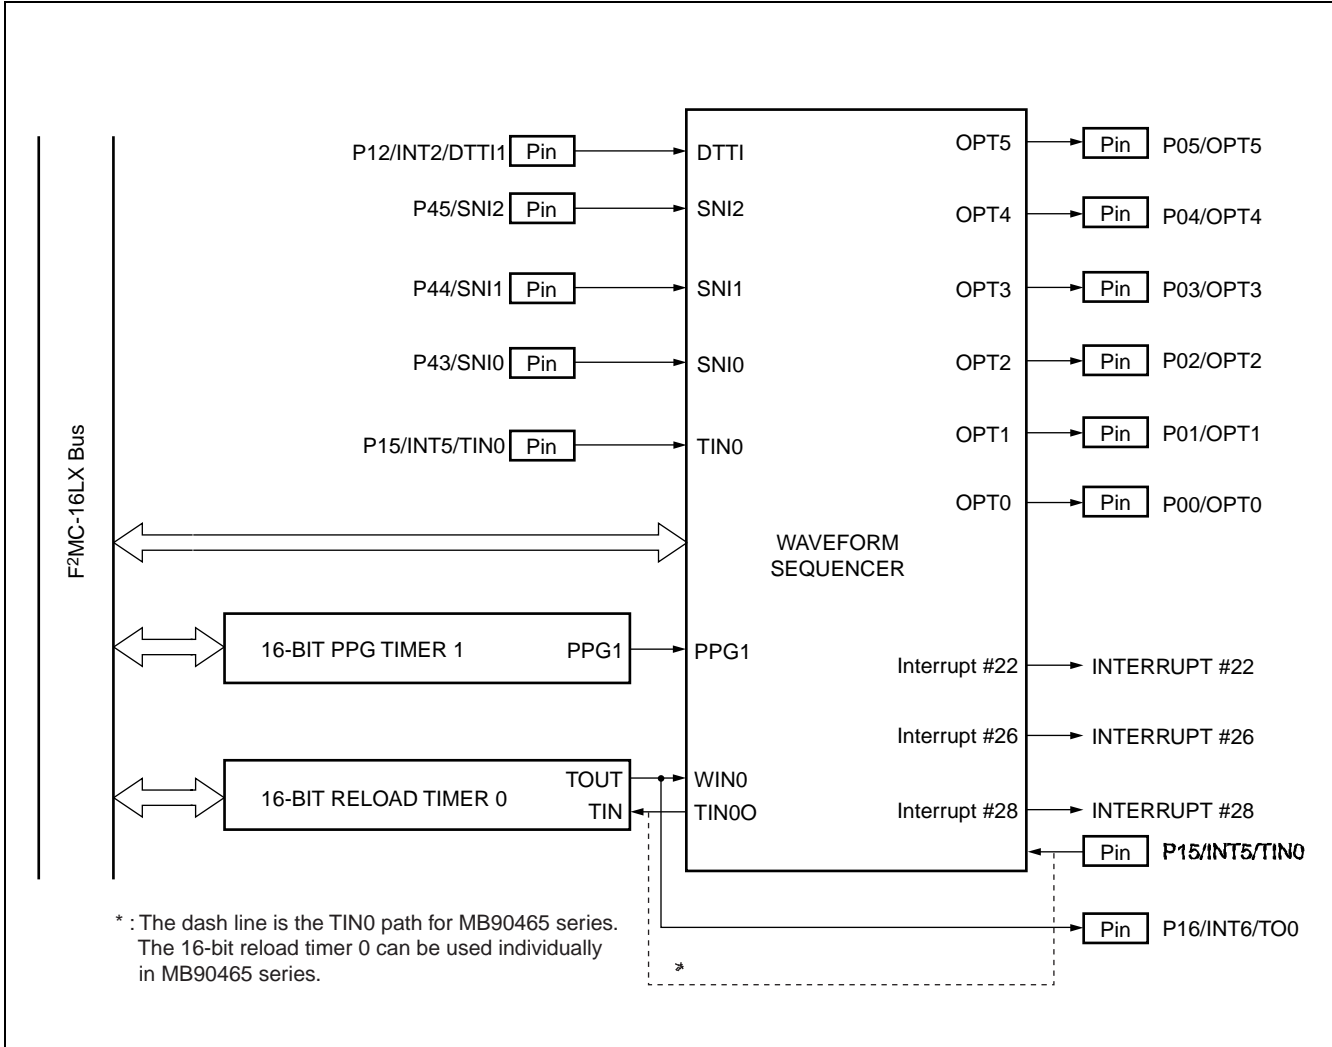 P12/INT2/DTTI1 Pin DTTI OPT5 Pin P05/OPT5
P45/SNI2 Pin SNI2 OPT4 Pin P04/OPT4
P44/SNI1 Pin SNI1 OPT3 Pin P03/OPT3
P43/SNI0 Pin SNI0 OPT2 Pin P02/OPT2
P15/INT5/TIN0 Pin TIN0 OPT1 Pin P01/OPT1
OPT0 Pin P00/OPT0
F²MC-16LX Bus
WAVEFORM
SEQUENCER
16-BIT PPG TIMER 1 PPG1 PPG1
Interrupt #22 INTERRUPT #22
Interrupt #26 INTERRUPT #26
16-BIT RELOAD TIMER 0 TOUT WIN0
TIN TIN0O Interrupt #28 INTERRUPT #28
Pin P15/INT5/TIN0
Pin P16/INT6/TO0
* : The dash line is the TIN0 path for MB90465 series.
The 16-bit reload timer 0 can be used individually
in MB90465 series.
*